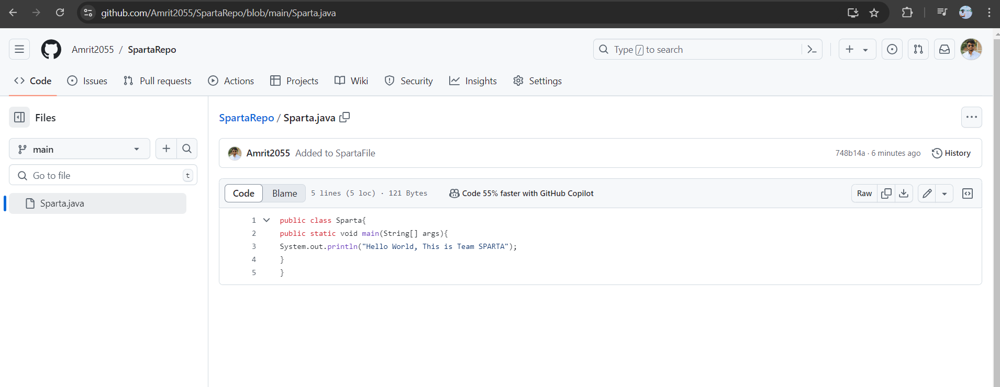 github.com/Amrit2055/SpartaRepo/blob/main/Sparta.java
Amrit2055 / SpartaRepo
Type / to search
Code Issues Pull requests Actions Projects Wiki Security Insights Settings
Files
main
Go to file t
Sparta.java
SpartaRepo / Sparta.java
Amrit2055 Added to SpartaFile 748b14a · 6 minutes ago History
Code Blame 5 lines (5 loc) · 121 Bytes Code 55% faster with GitHub Copilot Raw
1 public class Sparta{
2 public static void main(String[] args){
3 System.out.println("Hello World, This is Team SPARTA");
4 }
5 }